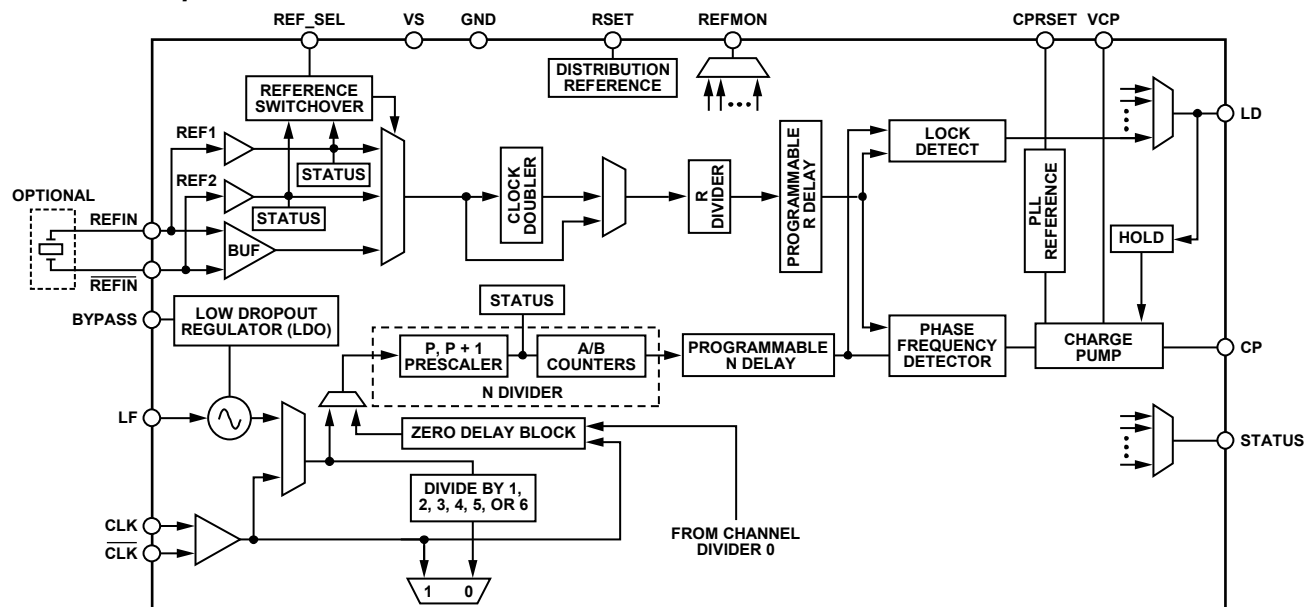 REF_SEL
VS
GND
RSET
REFMON
CPRSET
VCP
DISTRIBUTION
REFERENCE
REFERENCE
SWITCHOVER
REF1
REF2
STATUS
STATUS
OPTIONAL
REFIN
REFIN
BUF
CLOCK
DOUBLER
R
DIVIDER
PROGRAMMABLE
R DELAY
LOCK
DETECT
PLL
REFERENCE
LD
HOLD
BYPASS
LOW DROPOUT
REGULATOR (LDO)
STATUS
P, P + 1
PRESCALER
A/B
COUNTERS
N DIVIDER
PROGRAMMABLE
N DELAY
PHASE
FREQUENCY
DETECTOR
CHARGE
PUMP
CP
LF
ZERO DELAY BLOCK
STATUS
DIVIDE BY 1,
2, 3, 4, 5, OR 6
CLK
CLK
FROM CHANNEL
DIVIDER 0
1 0